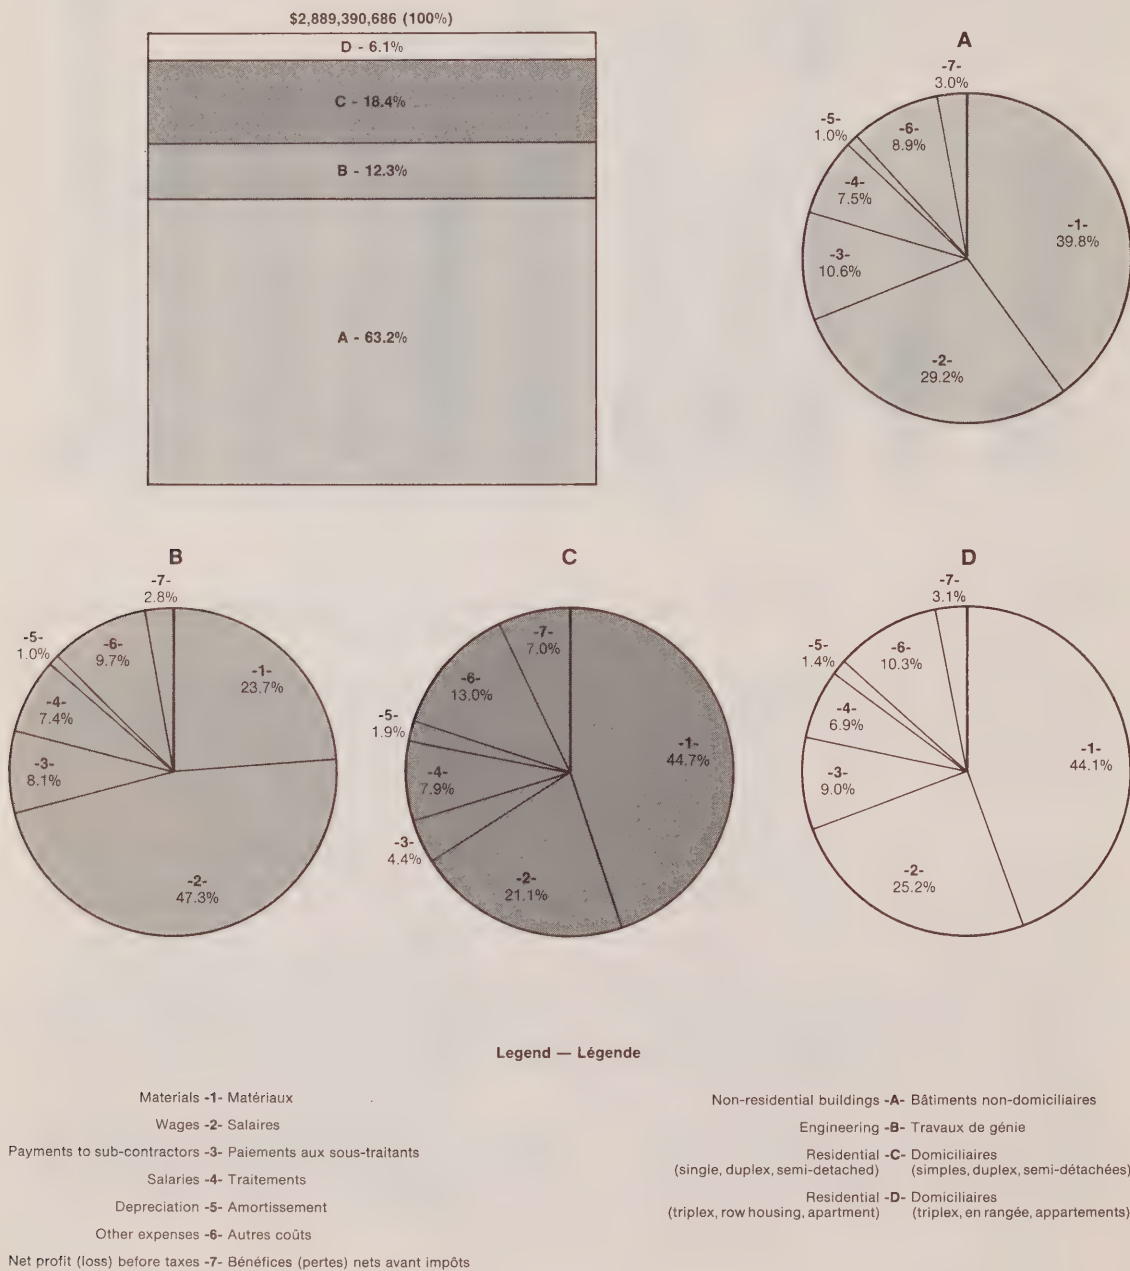 $2,889,390,686 (100%)
D - 6.1%
C - 18.4%
B - 12.3%
A - 63.2%
A
-7-
3.0%
-5-
1.0%
-6-
8.9%
-4-
7.5%
-1-
39.8%
-3-
10.6%
-2-
29.2%
B
-7-
2.8%
-5-
1.0%
-6-
9.7%
-1-
23.7%
-4-
7.4%
-3-
8.1%
-2-
47.3%
C
-7-
7.0%
-6-
13.0%
-5-
1.9%
-1-
44.7%
-4-
7.9%
-3-
4.4%
-2-
21.1%
D
-7-
3.1%
-5-
1.4%
-6-
10.3%
-4-
6.9%
-1-
44.1%
-3-
9.0%
-2-
25.2%
Legend — Légende
Materials -1- Matériaux
Wages -2- Salaires
Payments to sub-contractors -3- Paiements aux sous-traitants
Salaries -4- Traitements
Depreciation -5- Amortissement
Other expenses -6- Autres coûts
Net profit (loss) before taxes -7- Bénéfices (pertes) nets avant impôts
Non-residential buildings -A- Bâtiments non-domiciliaires
Engineering -B- Travaux de génie
Residential -C- Domiciliaires
(single, duplex, semi-detached) (simples, duplex, semi-détachées)
Residential -D- Domiciliaires
(triplex, row housing, apartment) (triplex, en rangée, appartements)